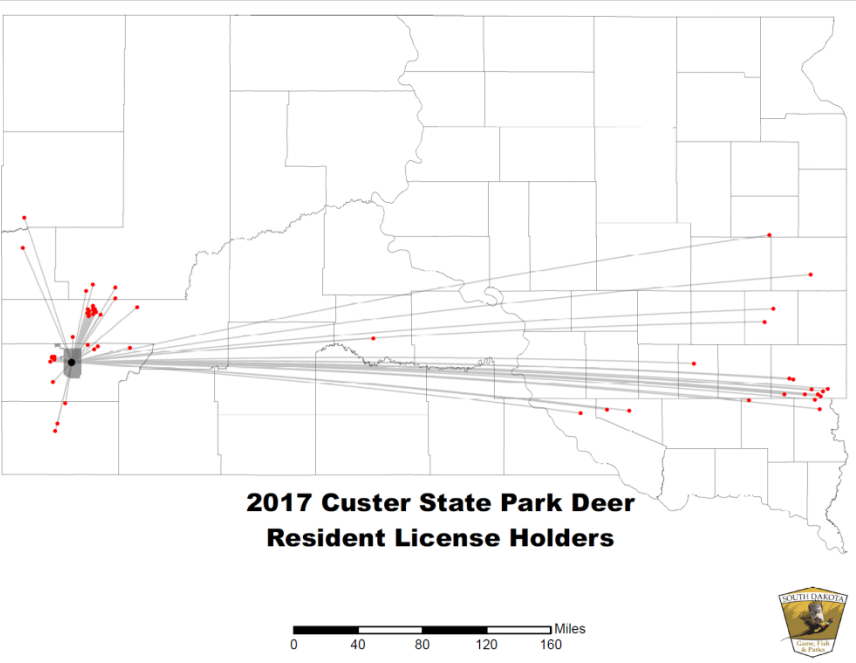 2017 Custer State Park Deer
Resident License Holders
Miles
0 40 80 120 160
SOUTH DAKOTA
Game, Fish
& Parks